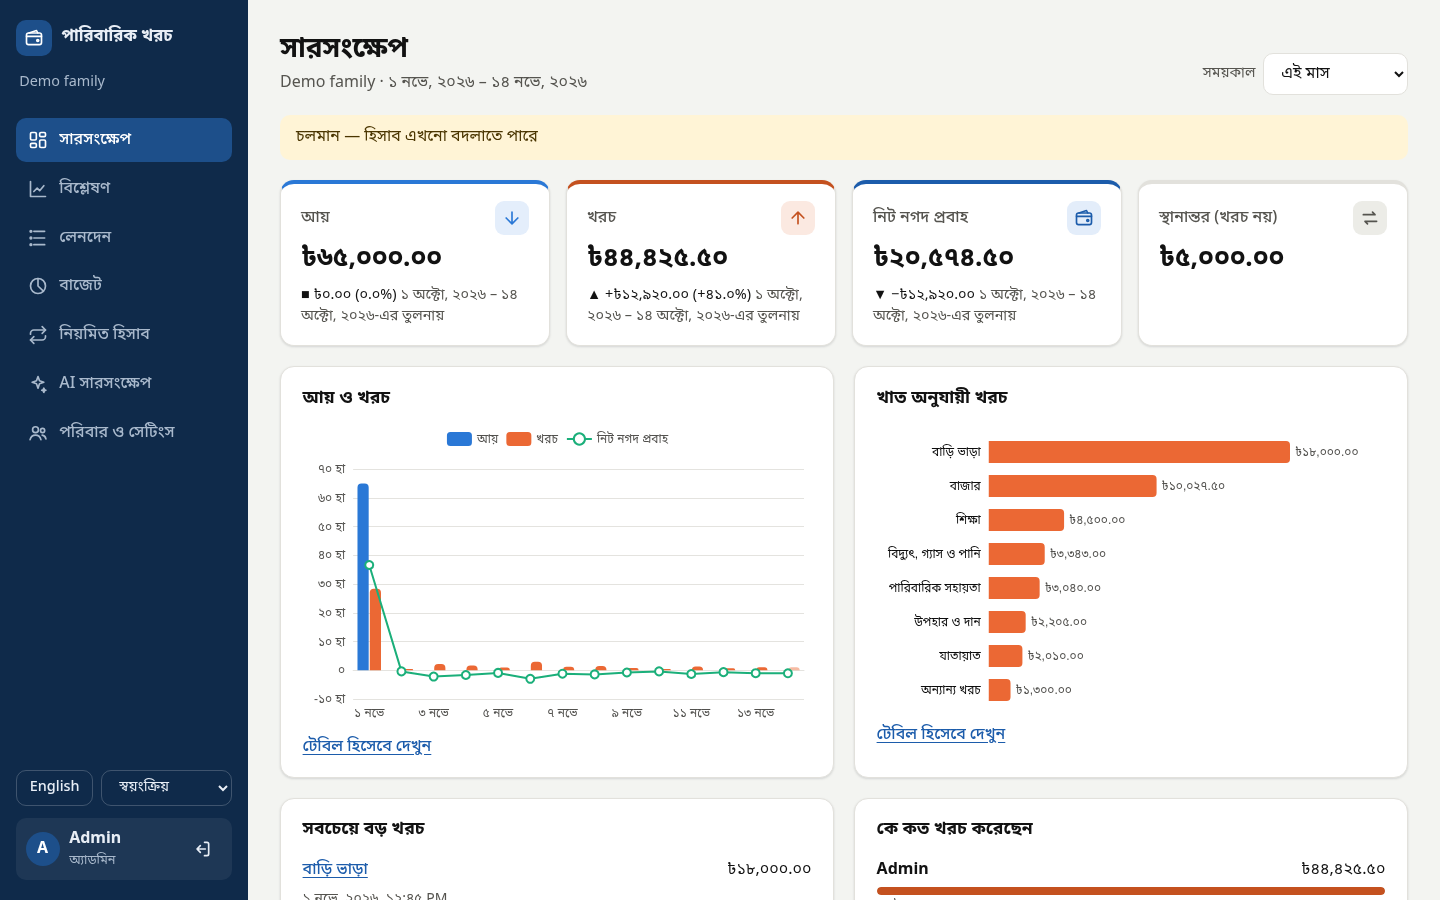 পারিবারিক খরচ
Demo family
সারসংক্ষেপ
বিশ্লেষণ
লেনদেন
বাজেট
নিয়মিত হিসাব
AI সারসংক্ষেপ
পরিবার ও সেটিংস
English
স্বয়ংক্রিয়
A
Admin
অ্যাডমিন
সারসংক্ষেপ
Demo family · ১ নভে, ২০২৬ – ১৪ নভে, ২০২৬
সময়কাল
এই মাস
চলমান — হিসাব এখনো বদলাতে পারে
আয়
৳৬৫,০০০.০০
■ ৳০.০০ (০.০%) ১ অক্টো, ২০২৬ – ১৪
অক্টো, ২০২৬-এর তুলনায়
খরচ
৳৪৪,৪২৫.৫০
▲ +৳১২,৯২০.০০ (+৪১.০%) ১ অক্টো,
২০২৬ – ১৪ অক্টো, ২০২৬-এর তুলনায়
নিট নগদ প্রবাহ
৳২০,৫৭৪.৫০
▼ −৳১২,৯২০.০০ ১ অক্টো, ২০২৬ – ১৪
অক্টো, ২০২৬-এর তুলনায়
স্থানান্তর (খরচ নয়)
৳৫,০০০.০০
আয় ও খরচ
আয়
খরচ
নিট নগদ প্রবাহ
৭০ হা
৬০ হা
৫০ হা
৪০ হা
৩০ হা
২০ হা
১০ হা
০
-১০ হা
১ নভে
৩ নভে
৫ নভে
৭ নভে
৯ নভে
১১ নভে
১৩ নভে
টেবিল হিসেবে দেখুন
খাত অনুযায়ী খরচ
বাড়ি ভাড়া ৳১৮,০০০.০০
বাজার ৳১০,০২৭.৫০
শিক্ষা ৳৪,৫০০.০০
বিদ্যুৎ, গ্যাস ও পানি ৳৩,৩৪৩.০০
পারিবারিক সহায়তা ৳৩,০৪০.০০
উপহার ও দান ৳২,২০৫.০০
যাতায়াত ৳২,০১০.০০
অন্যান্য খরচ ৳১,৩০০.০০
টেবিল হিসেবে দেখুন
সবচেয়ে বড় খরচ
বাড়ি ভাড়া ৳১৮,০০০.০০
১ নভে, ২০২৬, ১২:৪৫ PM
কে কত খরচ করেছেন
Admin ৳৪৪,৪২৫.৫০